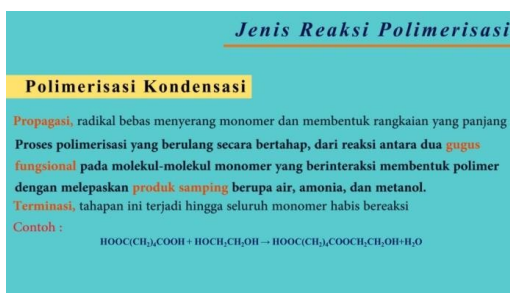 Jenis Reaksi Polimerisasi
Polimerisasi Kondensasi
Propagasi, radikal bebas menyerang monomer dan membentuk rangkaian yang panjang
Proses polimerisasi yang berulang secara bertahap, dari reaksi antara dua gugus
fungsional pada molekul-molekul monomer yang berinteraksi membentuk polimer
dengan melepaskan produk samping berupa air, amonia, dan metanol.
Terminasi, tahapan ini terjadi hingga seluruh monomer habis bereaksi
Contoh :
HOOC(CH₂)₄COOH + HOCH₂CH₂OH → HOOC(CH₂)₄COOCH₂CH₂OH+H₂O